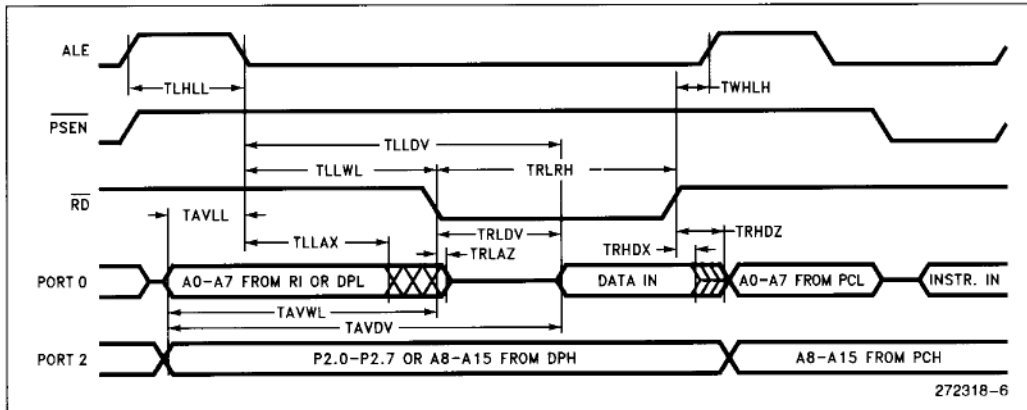 ALE
TLHLL
TWHLH
PSEN
TLLDV
TLLWL
TRLRH
RD
TAVLL
TLLAX
TRLDV
TRLAZ
TRHDX
TRHDZ
PORT 0
A0-A7 FROM RI OR DPL
DATA IN
A0-A7 FROM PCL
INSTR. IN
TAVWL
TAVDV
PORT 2
P2.0-P2.7 OR A8-A15 FROM DPH
A8-A15 FROM PCH
272318-6